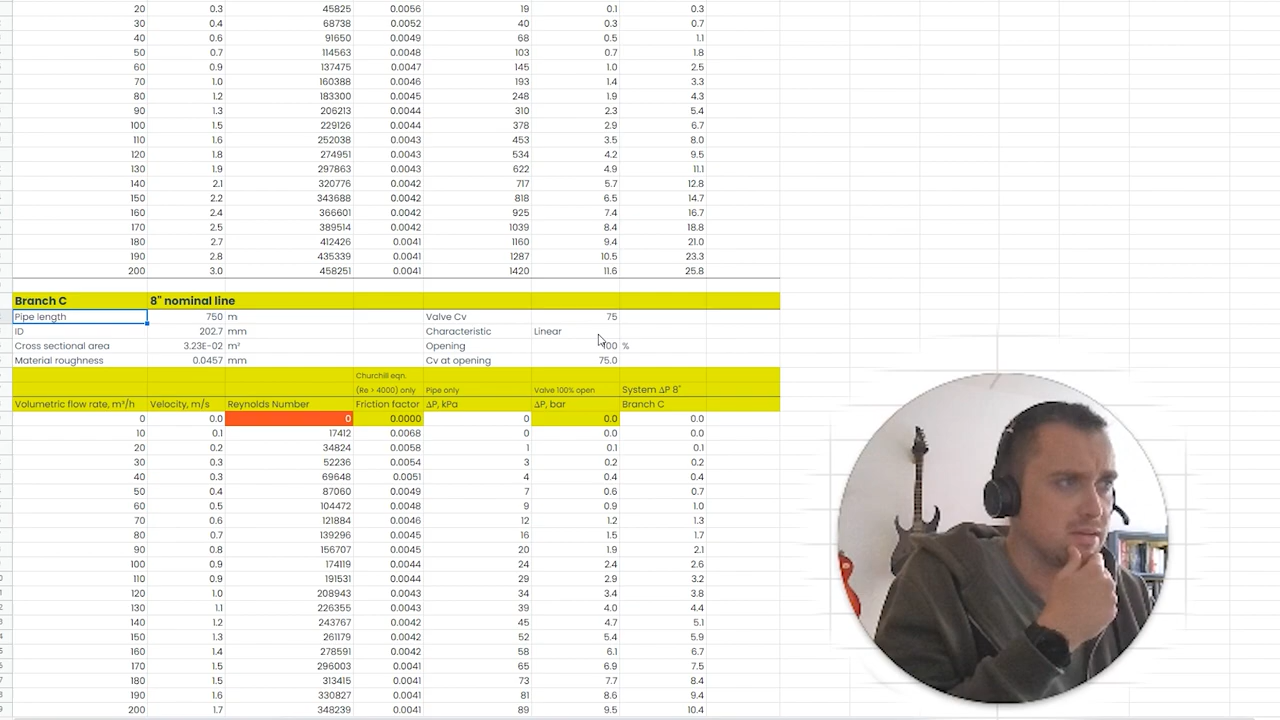 20 0.3 45825 0.0056 19 0.1 0.3
30 0.4 68738 0.0052 40 0.3 0.7
40 0.6 91650 0.0049 68 0.5 1.1
50 0.7 114563 0.0048 103 0.7 1.8
60 0.9 137475 0.0047 145 1.0 2.5
70 1.0 160388 0.0046 193 1.4 3.3
80 1.2 183300 0.0045 248 1.9 4.3
90 1.3 206213 0.0044 310 2.3 5.4
100 1.5 229126 0.0044 378 2.9 6.7
110 1.6 252038 0.0043 453 3.5 8.0
120 1.8 274951 0.0043 534 4.2 9.5
130 1.9 297863 0.0043 622 4.9 11.1
140 2.1 320776 0.0042 717 5.7 12.8
150 2.2 343688 0.0042 818 6.5 14.7
160 2.4 366601 0.0042 925 7.4 16.7
170 2.5 389514 0.0042 1039 8.4 18.8
180 2.7 412426 0.0041 1160 9.4 21.0
190 2.8 435339 0.0041 1287 10.5 23.3
200 3.0 458251 0.0041 1420 11.6 25.8
Branch C 8" nominal line
Pipe length 750 m Valve Cv 75
ID 202.7 mm Characteristic Linear
Cross sectional area 3.23E-02 m² Opening 100 %
Material roughness 0.0457 mm Cv at opening 75.0
Churchill eqn.
(Re > 4000) only Pipe only Valve 100% open System ΔP 8"
Volumetric flow rate, m³/h Velocity, m/s Reynolds Number Friction factor ΔP, kPa ΔP, bar Branch C
0 0.0 0 0.0000 0 0.0 0.0
10 0.1 17412 0.0068 0 0.0 0.0
20 0.2 34824 0.0058 1 0.1 0.1
30 0.3 52236 0.0054 3 0.2 0.2
40 0.3 69648 0.0051 4 0.4 0.4
50 0.4 87060 0.0049 7 0.6 0.7
60 0.5 104472 0.0048 9 0.9 1.0
70 0.6 121884 0.0046 12 1.2 1.3
80 0.7 139296 0.0045 16 1.5 1.7
90 0.8 156707 0.0045 20 1.9 2.1
100 0.9 174119 0.0044 24 2.4 2.6
110 0.9 191531 0.0044 29 2.9 3.2
120 1.0 208943 0.0043 34 3.4 3.8
130 1.1 226355 0.0043 39 4.0 4.4
140 1.2 243767 0.0042 45 4.7 5.1
150 1.3 261179 0.0042 52 5.4 5.9
160 1.4 278591 0.0042 58 6.1 6.7
170 1.5 296003 0.0041 65 6.9 7.5
180 1.5 313415 0.0041 73 7.7 8.4
190 1.6 330827 0.0041 81 8.6 9.4
200 1.7 348239 0.0041 89 9.5 10.4